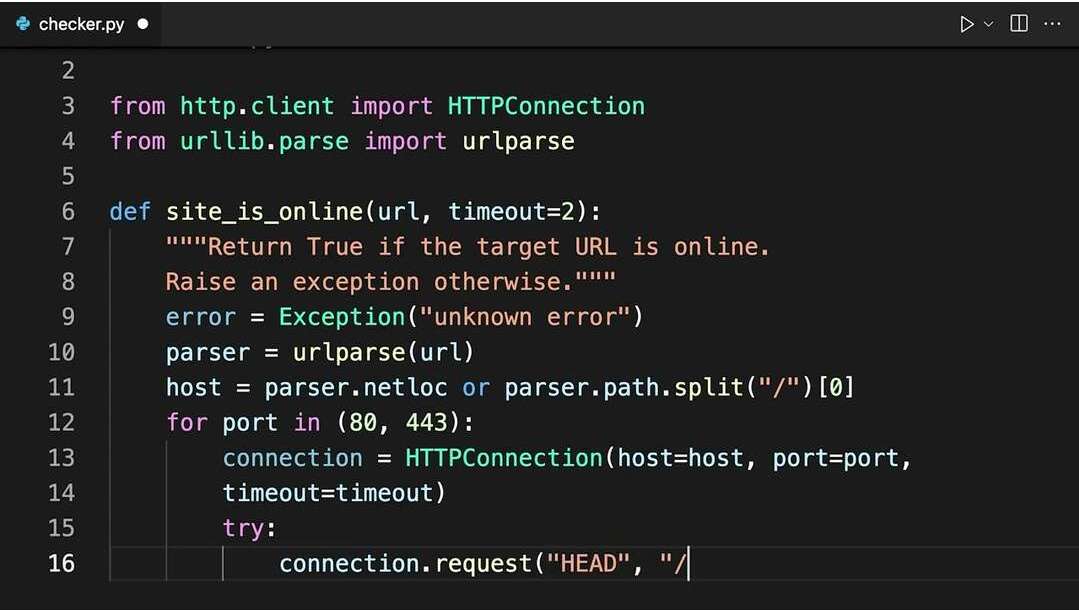 checker.py
2
3 from http.client import HTTPConnection
4 from urllib.parse import urlparse
5
6 def site_is_online(url, timeout=2):
7     """Return True if the target URL is online.
8     Raise an exception otherwise."""
9     error = Exception("unknown error")
10     parser = urlparse(url)
11     host = parser.netloc or parser.path.split("/")[0]
12     for port in (80, 443):
13         connection = HTTPConnection(host=host, port=port,
14         timeout=timeout)
15         try:
16             connection.request("HEAD", "/